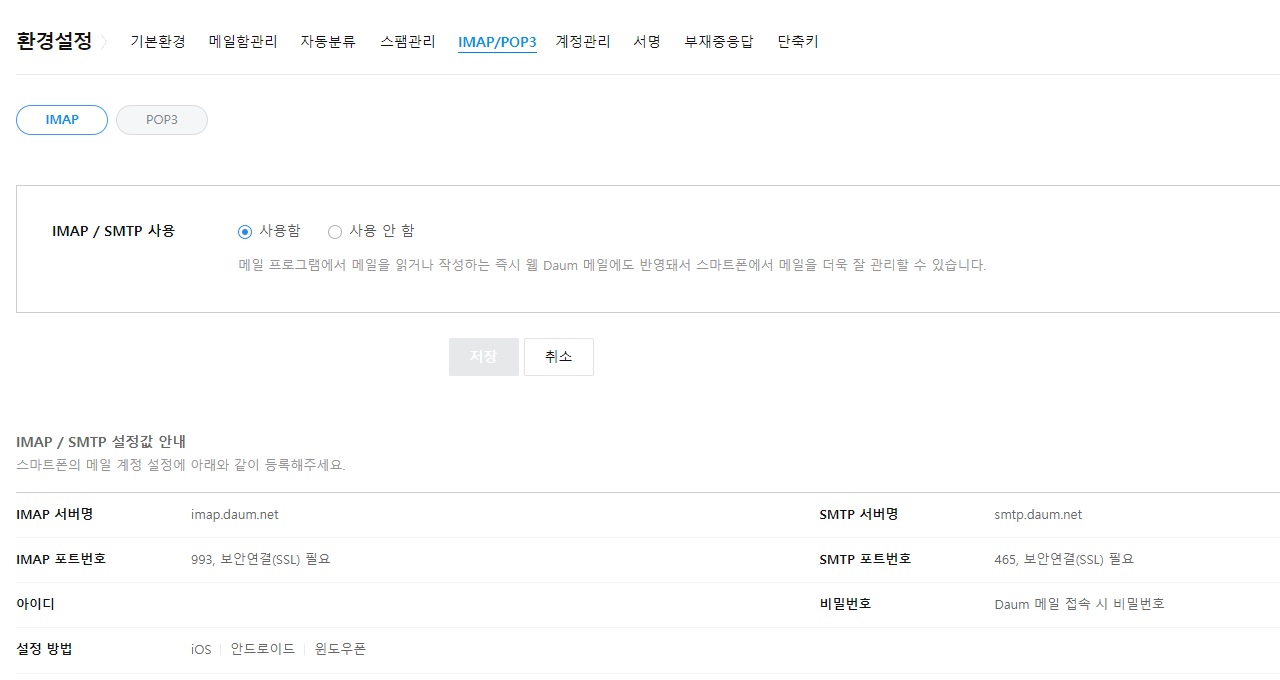 환경설정 기본환경 메일함관리 자동분류 스팸관리 IMAP/POP3 계정관리 서명 부재중응답 단축키
IMAP POP3
IMAP / SMTP 사용 사용함 사용 안 함
메일 프로그램에서 메일을 읽거나 작성하는 즉시 웹 Daum 메일에도 반영돼서 스마트폰에서 메일을 더욱 잘 관리할 수 있습니다.
저장 취소
IMAP / SMTP 설정값 안내
스마트폰의 메일 계정 설정에 아래와 같이 등록해주세요.
IMAP 서버명 imap.daum.net SMTP 서버명 smtp.daum.net
IMAP 포트번호 993, 보안연결(SSL) 필요 SMTP 포트번호 465, 보안연결(SSL) 필요
아이디 비밀번호 Daum 메일 접속 시 비밀번호
설정 방법 iOS 안드로이드 윈도우폰